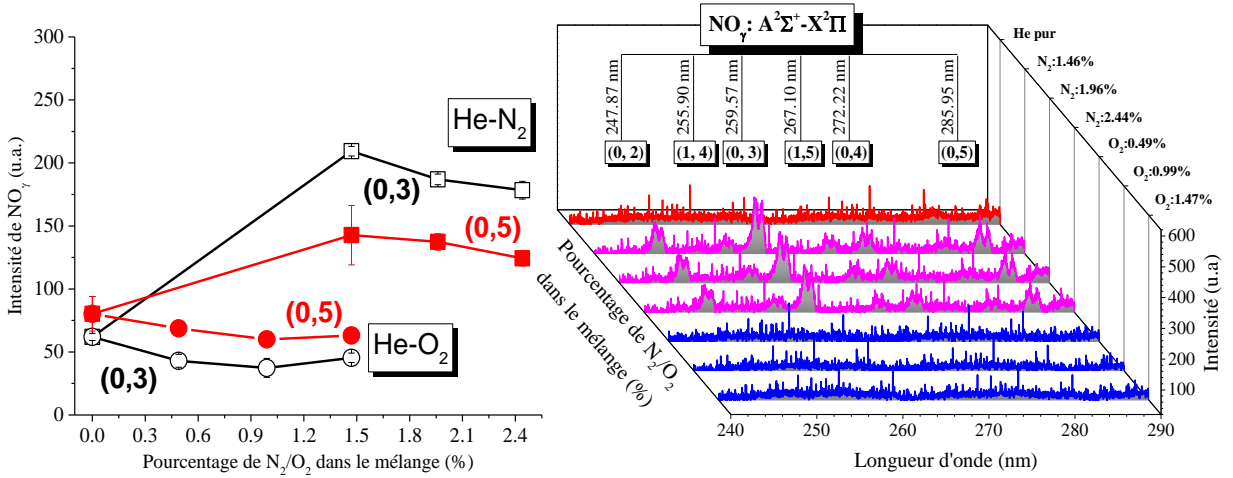 Intensité de NOγ (u.a.)
300
250
200
150
100
50
0
He-N₂
(0,3)
(0,5)
(0,5)
He-O₂
(0,3)
0.0 0.3 0.6 0.9 1.2 1.5 1.8 2.1 2.4
Pourcentage de N₂/O₂ dans le mélange (%)
NOγ: A²Σ⁺-X²Π
247.87 nm
255.90 nm
259.57 nm
267.10 nm
272.22 nm
285.95 nm
(0, 2) (1, 4) (0, 3) (1,5) (0,4) (0,5)
He pur
N₂:1.46%
N₂:1.96%
N₂:2.44%
O₂:0.49%
O₂:0.99%
O₂:1.47%
Pourcentage de N₂/O₂
dans le mélange (%)
600
500
400
300
200
100
Intensité (u.a)
240 250 260 270 280 290
Longueur d'onde (nm)